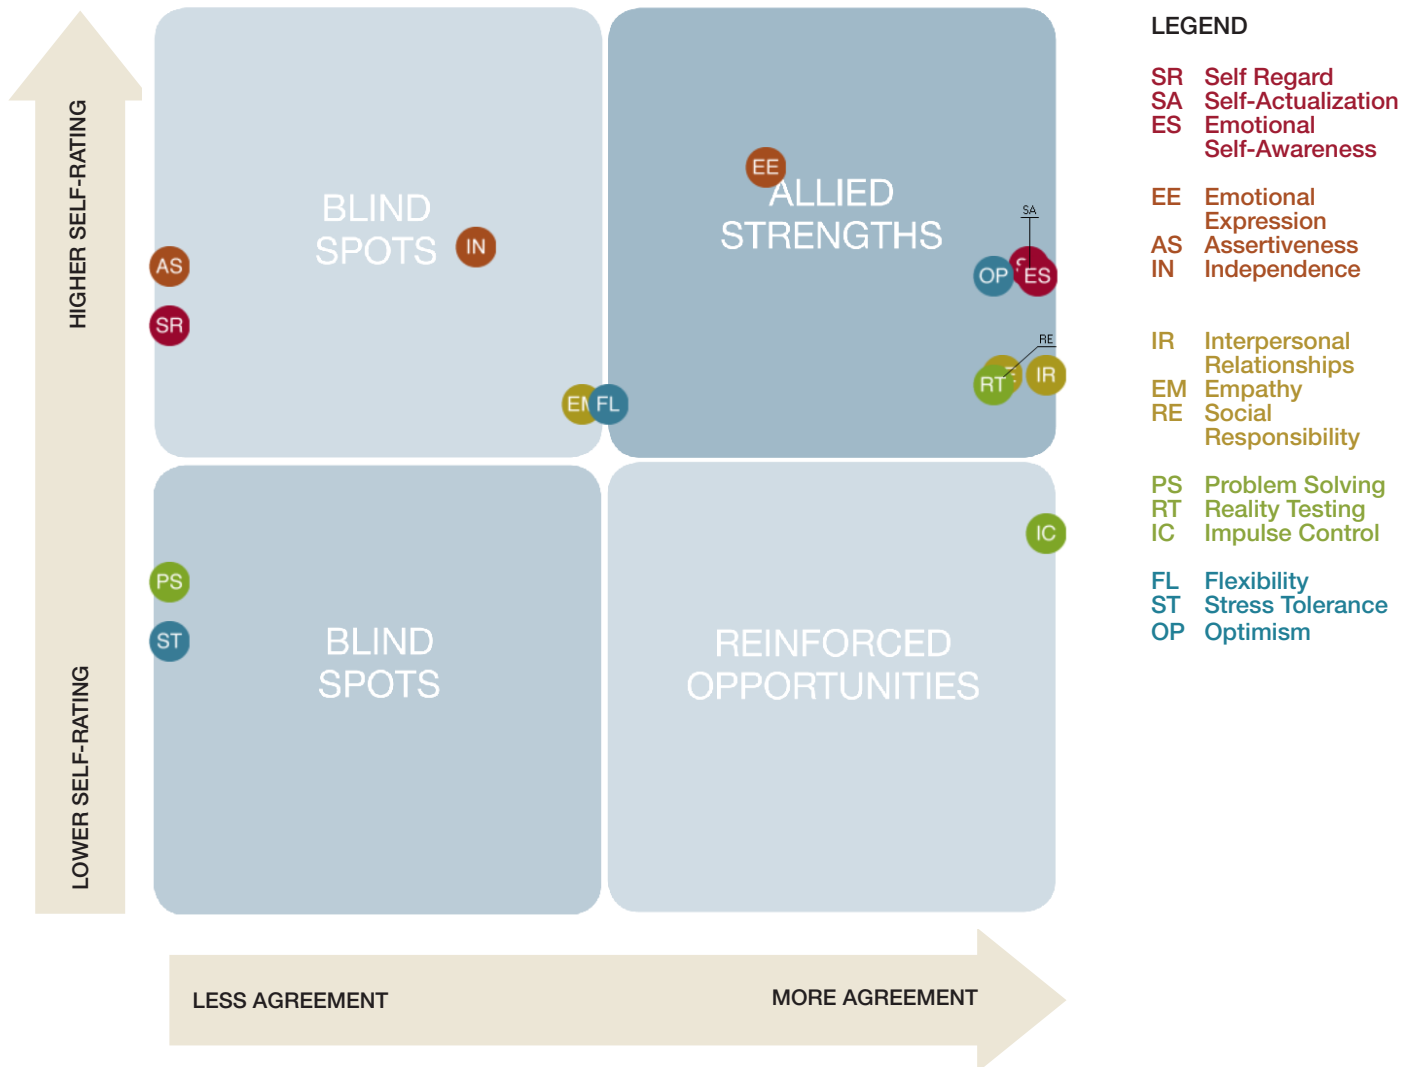 HIGHER SELF-RATING
LOWER SELF-RATING
BLIND
SPOTS
AS
SR
IN
EM
FL
EE
ALLIED
STRENGTHS
SA
OP
ES
RE
RT
IR
PS
ST
BLIND
SPOTS
IC
REINFORCED
OPPORTUNITIES
LESS AGREEMENT
MORE AGREEMENT
LEGEND
SR Self Regard
SA Self-Actualization
ES Emotional
Self-Awareness
EE Emotional
Expression
AS Assertiveness
IN Independence
IR Interpersonal
Relationships
EM Empathy
RE Social
Responsibility
PS Problem Solving
RT Reality Testing
IC Impulse Control
FL Flexibility
ST Stress Tolerance
OP Optimism